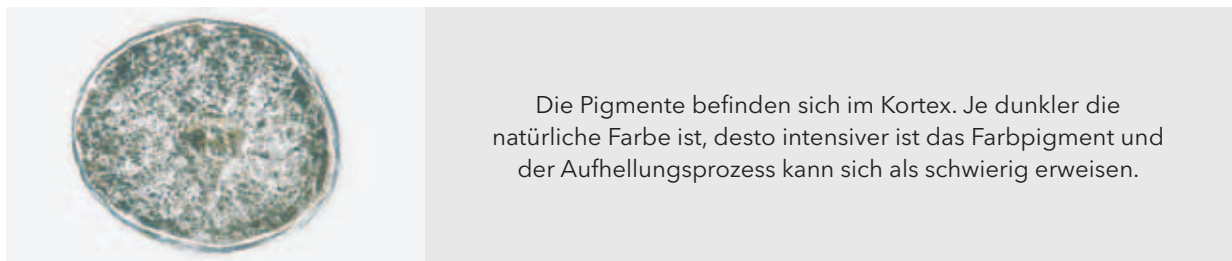 Die Pigmente befinden sich im Kortex. Je dunkler die
natürliche Farbe ist, desto intensiver ist das Farbpigment und
der Aufhellungsprozess kann sich als schwierig erweisen.